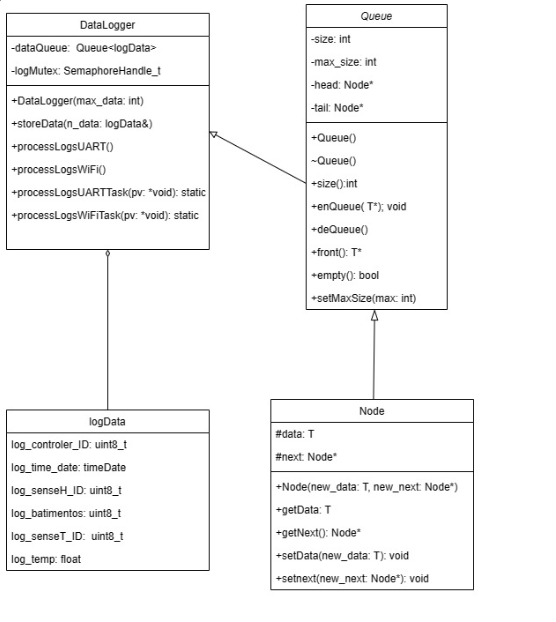 DataLogger
-dataQueue: Queue<logData>
-logMutex: SemaphoreHandle_t
+DataLogger(max_data: int)
+storeData(n_data: logData&)
+processLogsUART()
+processLogsWiFi()
+processLogsUARTTask(pv: *void): static
+processLogsWiFiTask(pv: *void): static
Queue
-size: int
-max_size: int
-head: Node*
-tail: Node*
+Queue()
~Queue()
+size():int
+enQueue( T*); void
+deQueue()
+front(): T*
+empty(): bool
+setMaxSize(max: int)
logData
log_controler_ID: uint8_t
log_time_date: timeDate
log_senseH_ID: uint8_t
log_batimentos: uint8_t
log_senseT_ID: uint8_t
log_temp: float
Node
#data: T
#next: Node*
+Node(new_data: T, new_next: Node*)
+getData: T
+getNext(): Node*
+setData(new_data: T): void
+setnext(new_next: Node*): void